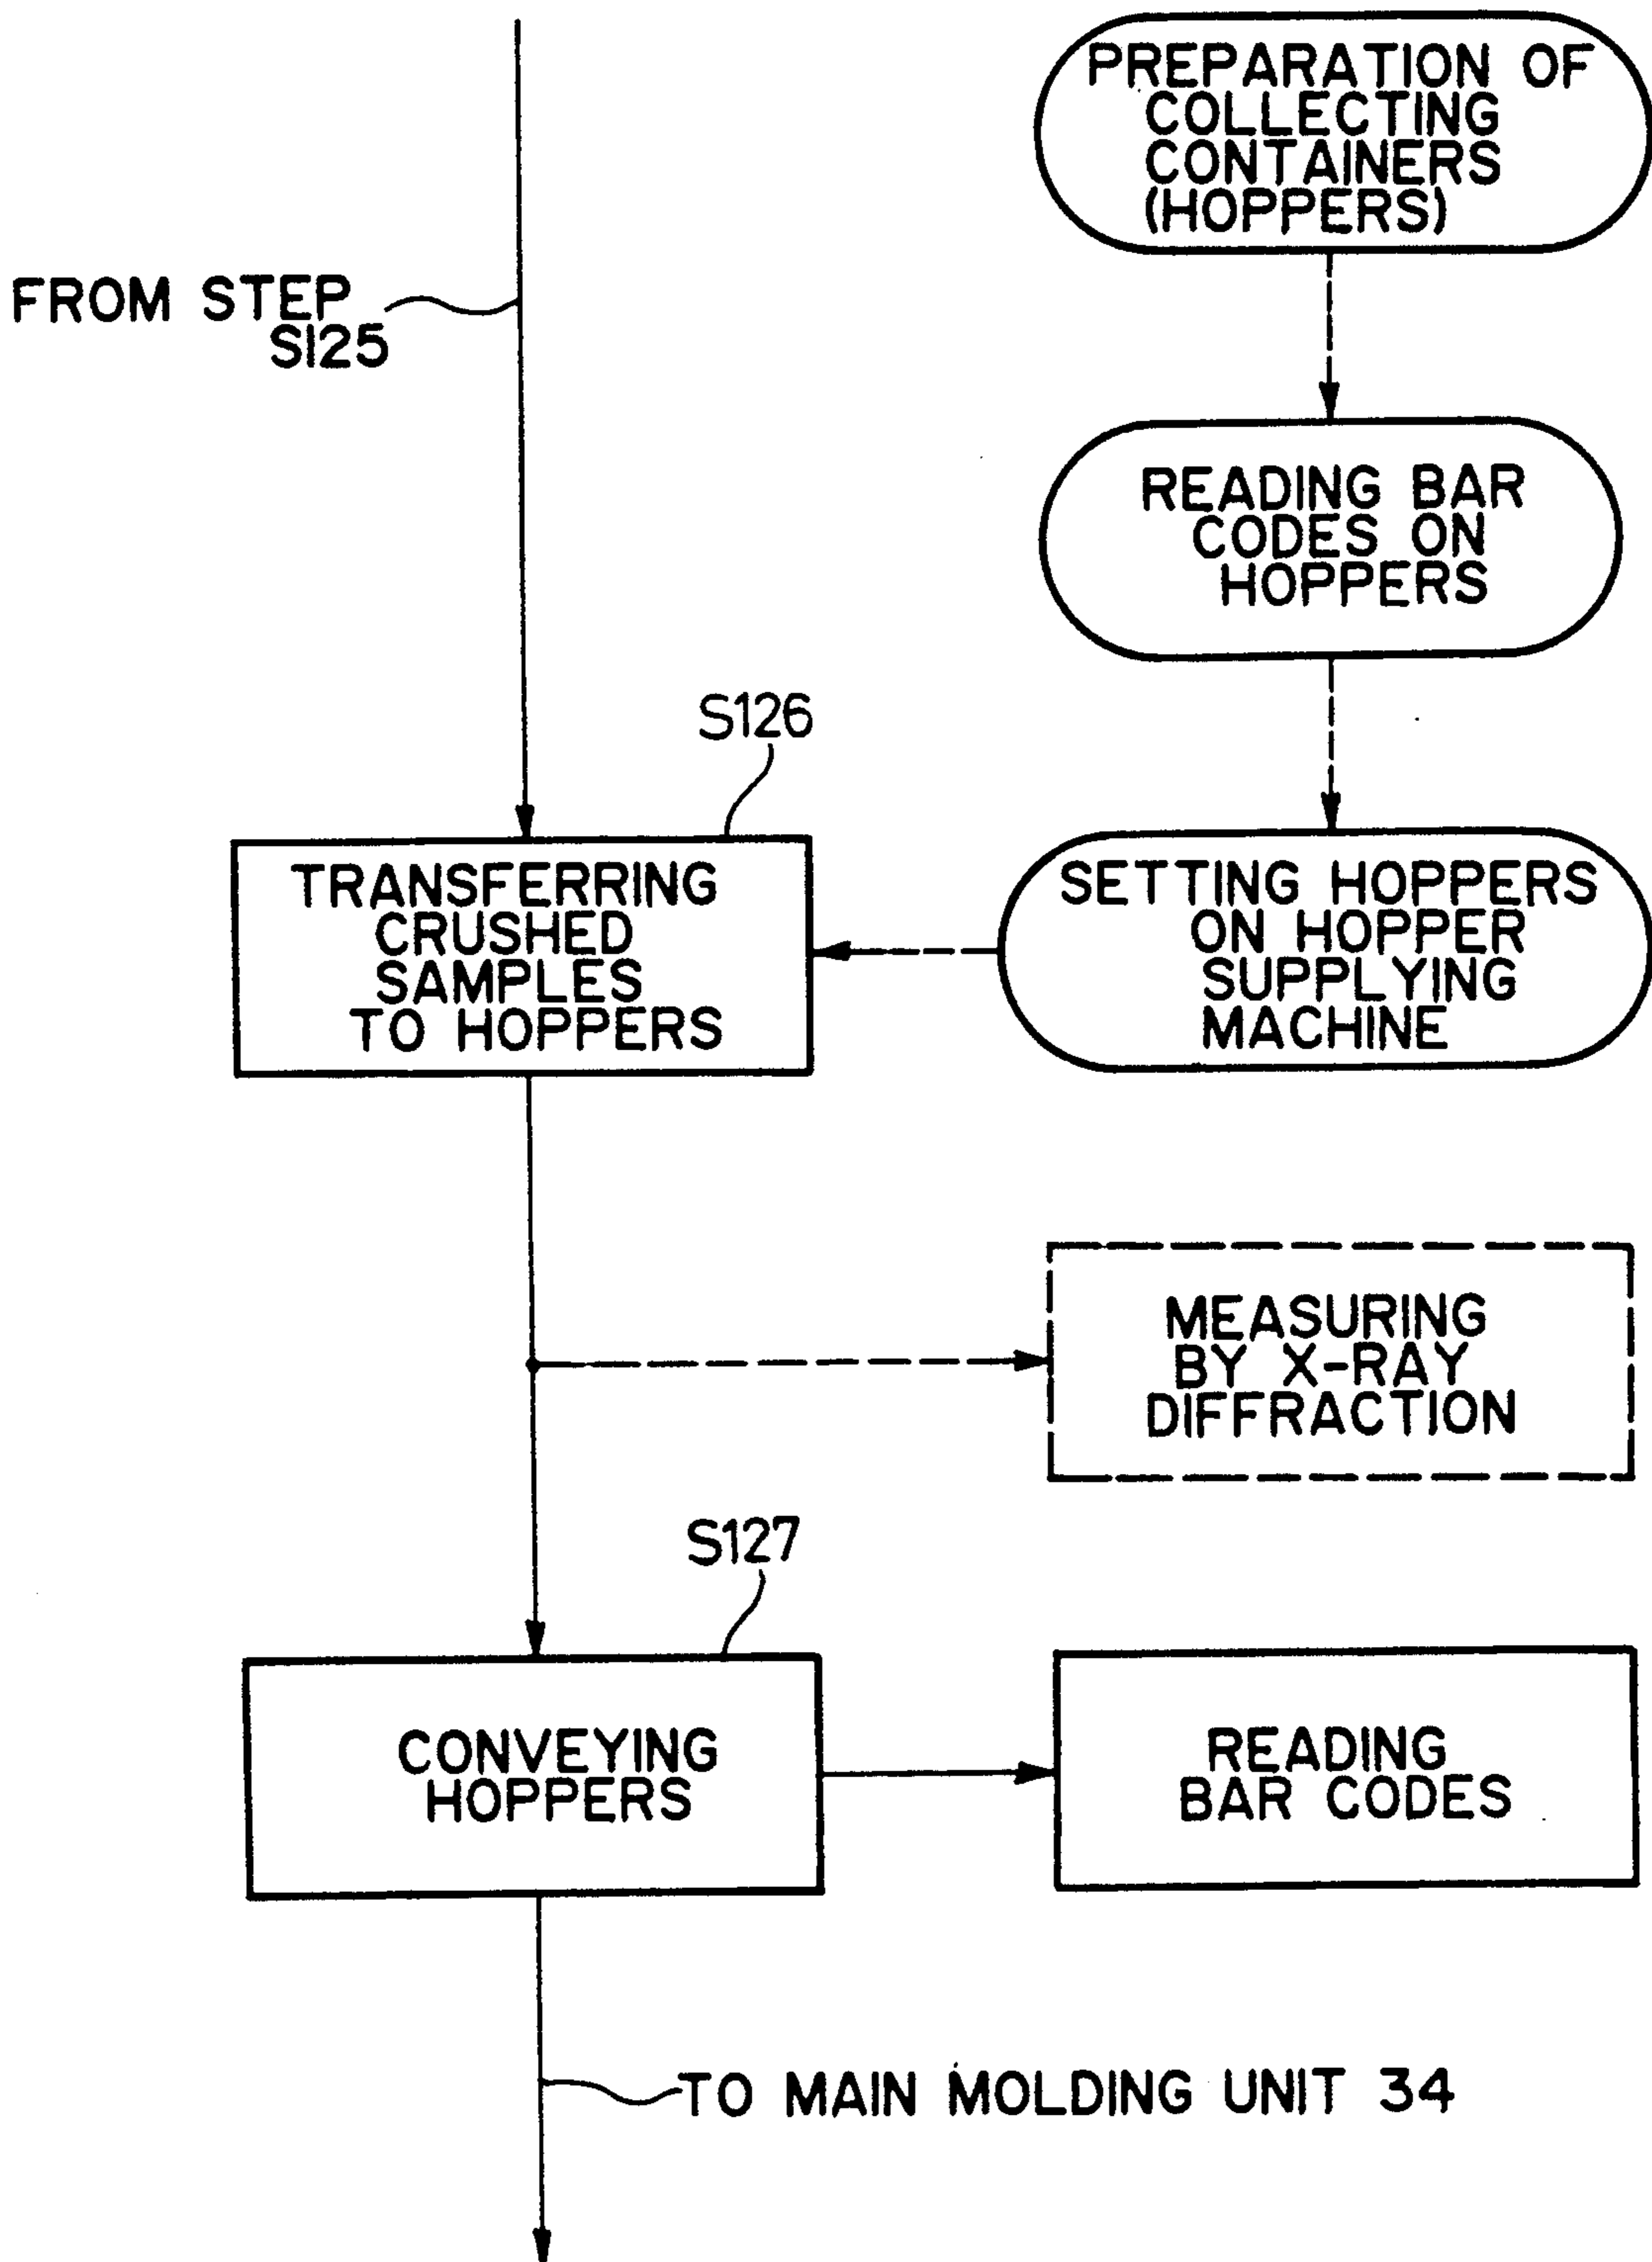 PREPARATION OF
COLLECTING
CONTAINERS
(HOPPERS)
FROM STEP
S125
READING BAR
CODES ON
HOPPERS
S126
TRANSFERRING
CRUSHED
SAMPLES
TO HOPPERS
SETTING HOPPERS
ON HOPPER
SUPPLYING
MACHINE
MEASURING
BY X-RAY
DIFFRACTION
S127
CONVEYING
HOPPERS
READING
BAR CODES
TO MAIN MOLDING UNIT 34